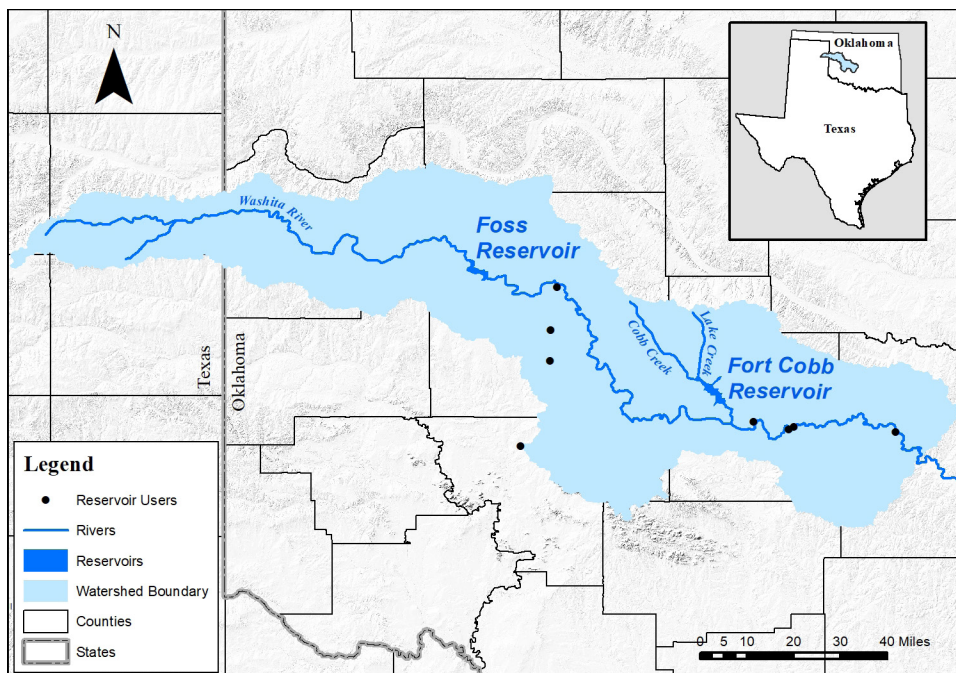 N
Oklahoma
Texas
Washita River
Foss
Reservoir
Cobb Creek
Lake Creek
Fort Cobb
Reservoir
Texas
Oklahoma
Legend
Reservoir Users
Rivers
Reservoirs
Watershed Boundary
Counties
States
0 5 10 20 30 40 Miles